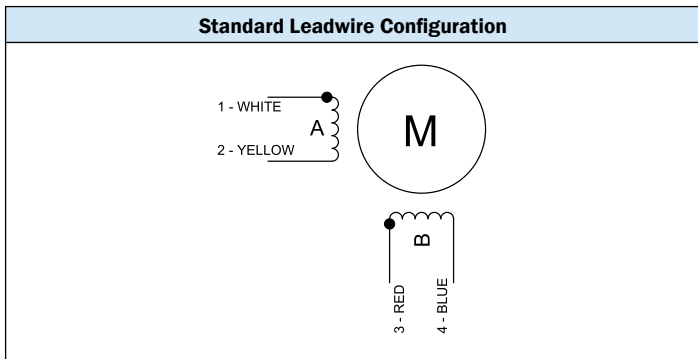 Standard Leadwire Configuration
1 - WHITE
A
2 - YELLOW
M
B
3 - RED
4 - BLUE